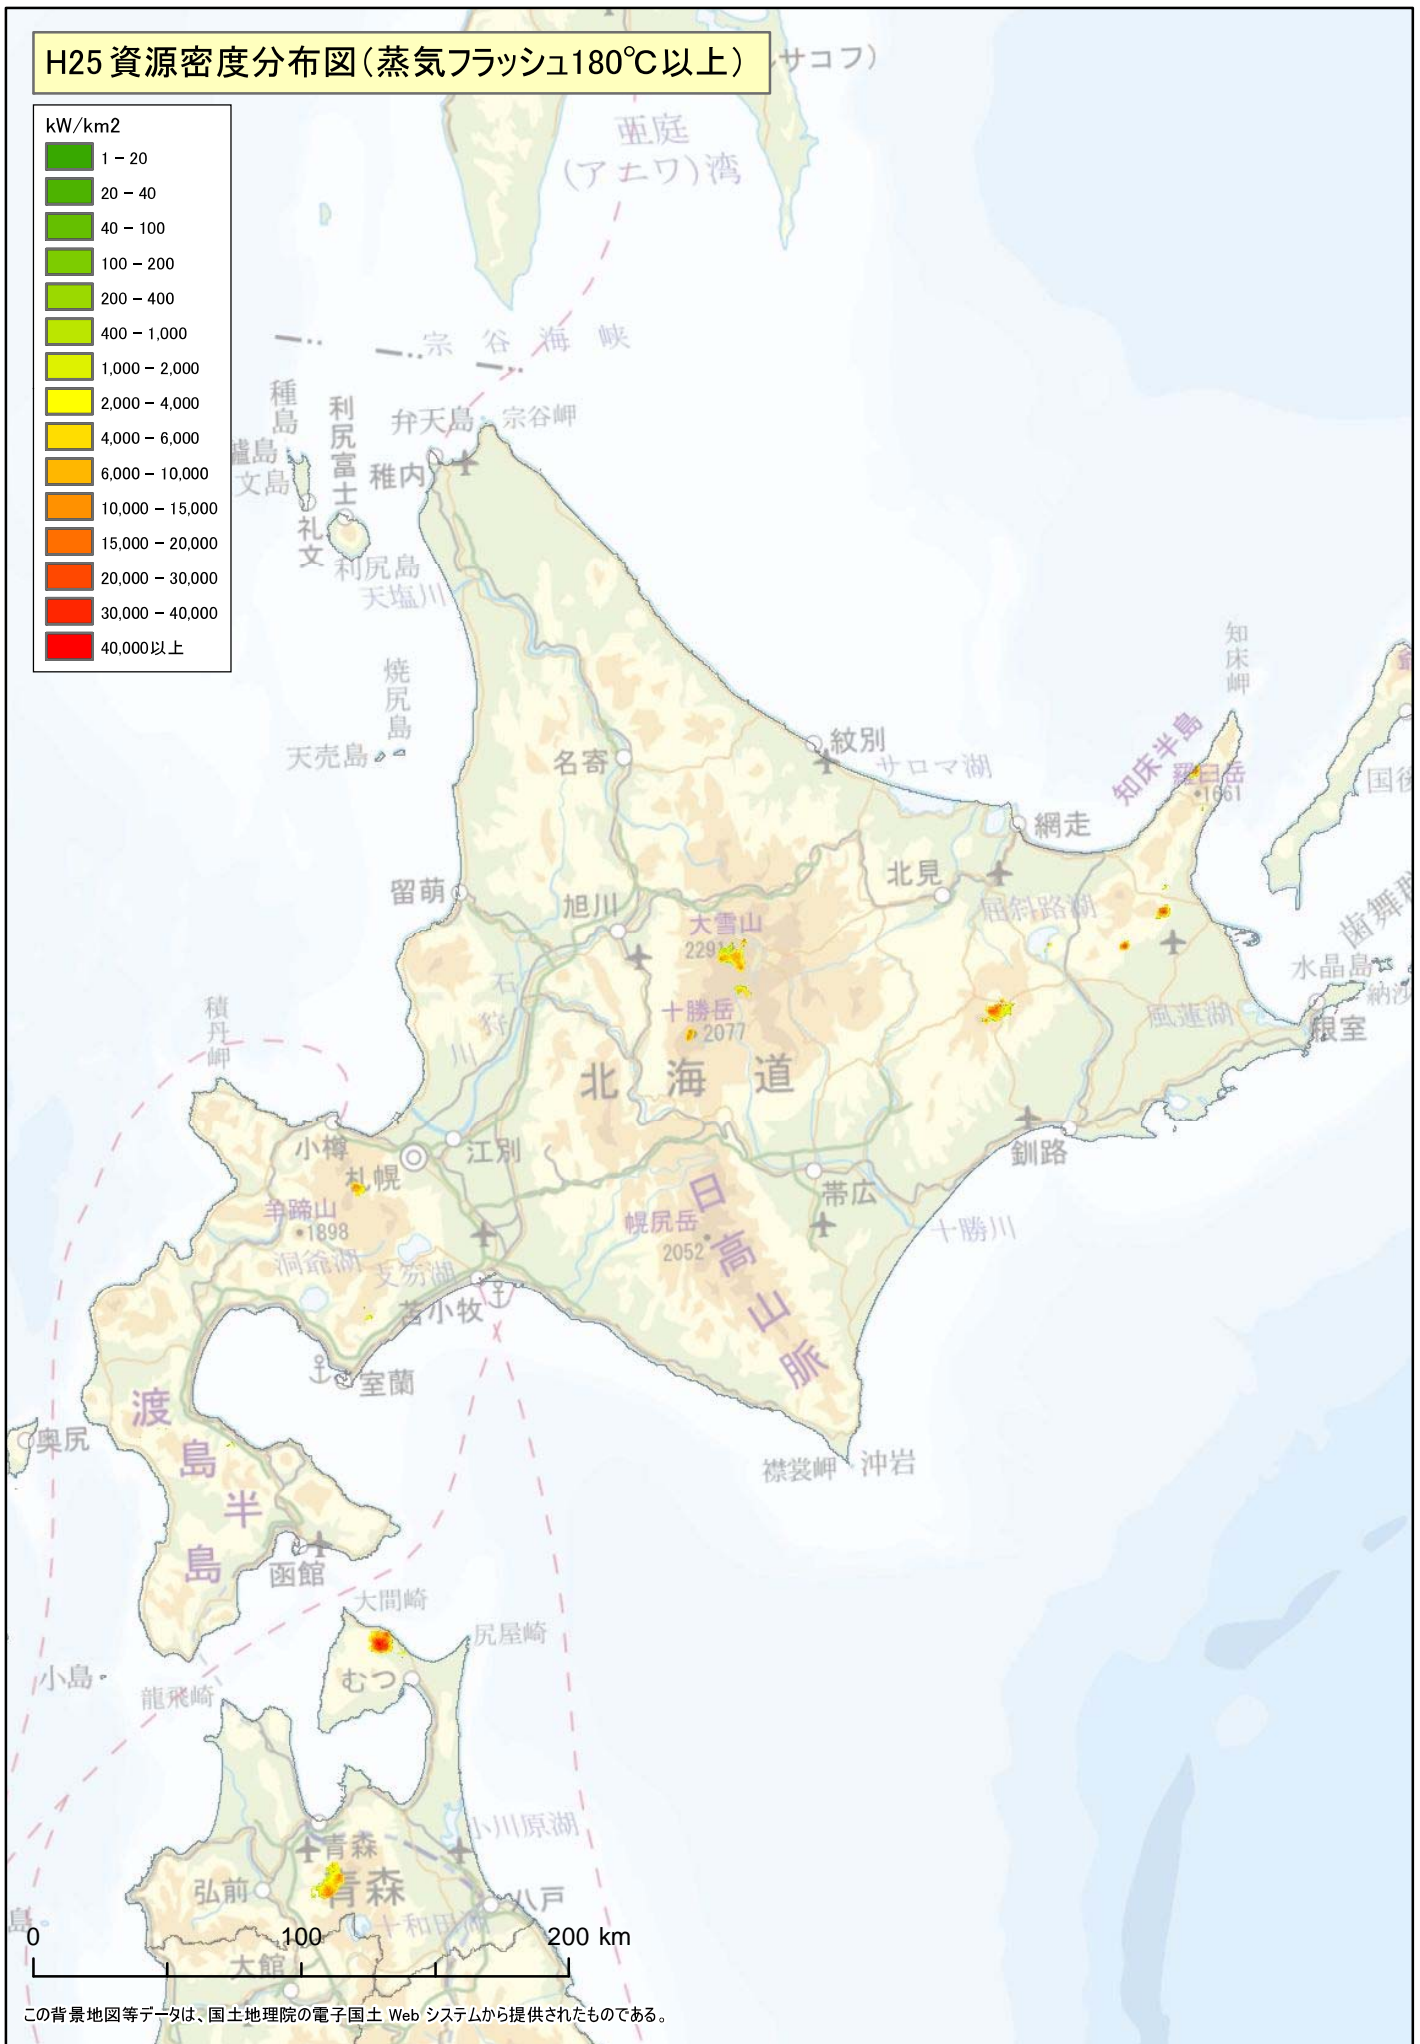 H25 資源密度分布図(蒸気フラッシュ180℃以上)
サコフ)
kW/km2
1 - 20
20 - 40
40 - 100
100 - 200
200 - 400
400 - 1,000
1,000 - 2,000
2,000 - 4,000
4,000 - 6,000
6,000 - 10,000
10,000 - 15,000
15,000 - 20,000
20,000 - 30,000
30,000 - 40,000
40,000以上
亜庭
(アニワ)湾
宗谷海峡
種島
利尻富士
弁天島
宗谷岬
島
文島
稚内
礼文
利尻島
天塩川
焼尻島
天売島
知床岬
名寄
紋別
サロマ湖
知床半島
羅臼岳
1661
国後
網走
留萌
旭川
北見
大雪山
2291
屈斜路湖
歯舞群
水晶島
納沙
石狩川
十勝岳
2077
風蓮湖
根室
積丹岬
北海道
小樽
江別
釧路
札幌
帯広
羊蹄山
1898
幌尻岳
2052
日高山脈
十勝川
洞爺湖
支笏湖
苫小牧
室蘭
渡島半島
奥尻
襟裳岬
沖岩
函館
大間崎
尻屋崎
むつ
小島
龍飛崎
小川原湖
青森
青森
弘前
八戸
十和田湖
島
0
100
200 km
大館
この背景地図等データは、国土地理院の電子国土 Web システムから提供されたものである。